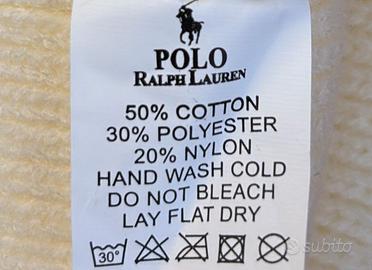 POLO
RALPH LAUREN
50% COTTON
30% POLYESTER
20% NYLON
HAND WASH COLD
DO NOT BLEACH
LAY FLAT DRY
30°
subito